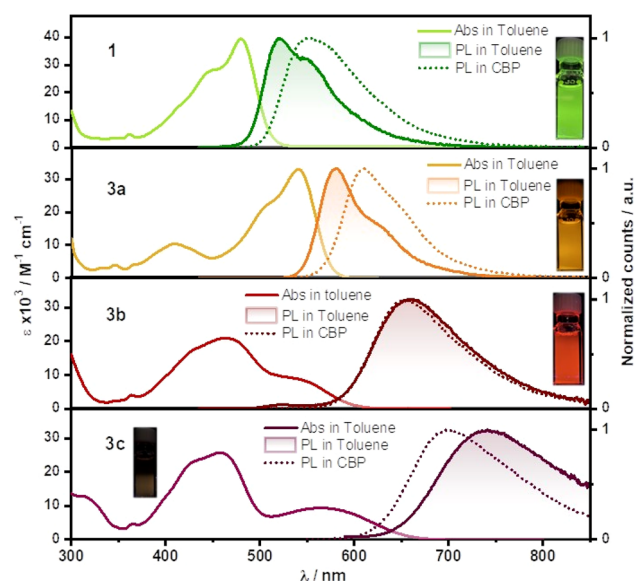 40
30
20
10
0
1
Abs in Toluene
PL in Toluene
PL in CBP
1
0
30
20
10
0
3a
Abs in Toluene
PL in Toluene
PL in CBP
1
0
30
20
10
0
3b
Abs in toluene
PL in Toluene
PL in CBP
1
0
30
20
10
0
3c
Abs in Toluene
PL in Toluene
PL in CBP
1
0
ε x10³ / M⁻¹ cm⁻¹
Normalized counts / a.u.
300 400 500 600 700 800
λ / nm